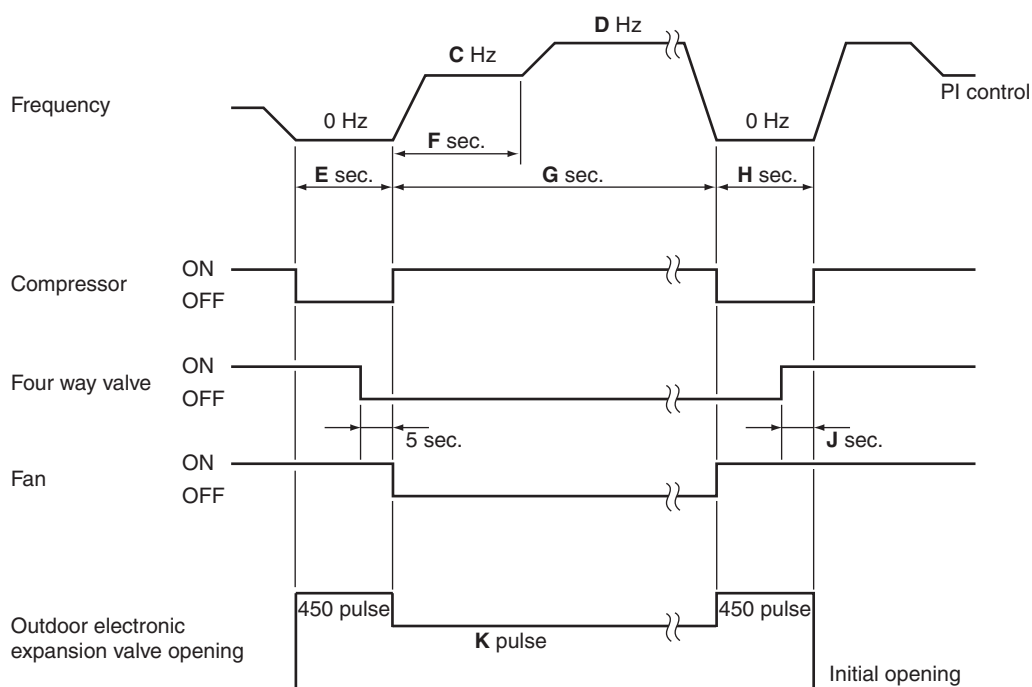 D Hz
C Hz
Frequency
PI control
0 Hz
0 Hz
F sec.
E sec.
G sec.
H sec.
ON
Compressor
OFF
ON
Four way valve
OFF
5 sec.
J sec.
ON
Fan
OFF
450 pulse
450 pulse
Outdoor electronic
expansion valve opening
K pulse
Initial opening